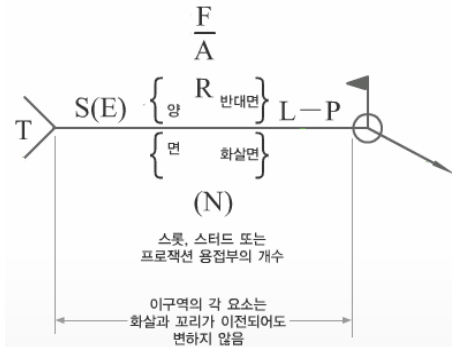 F
A
S(E) { 양 R 반대면 } L－P
T
{ 면 화살면 }
(N)
스롯, 스터드 또는
프로잭션 용접부의 개수
이구역의 각 요소는
화살과 꼬리가 이전되어도
변하지 않음